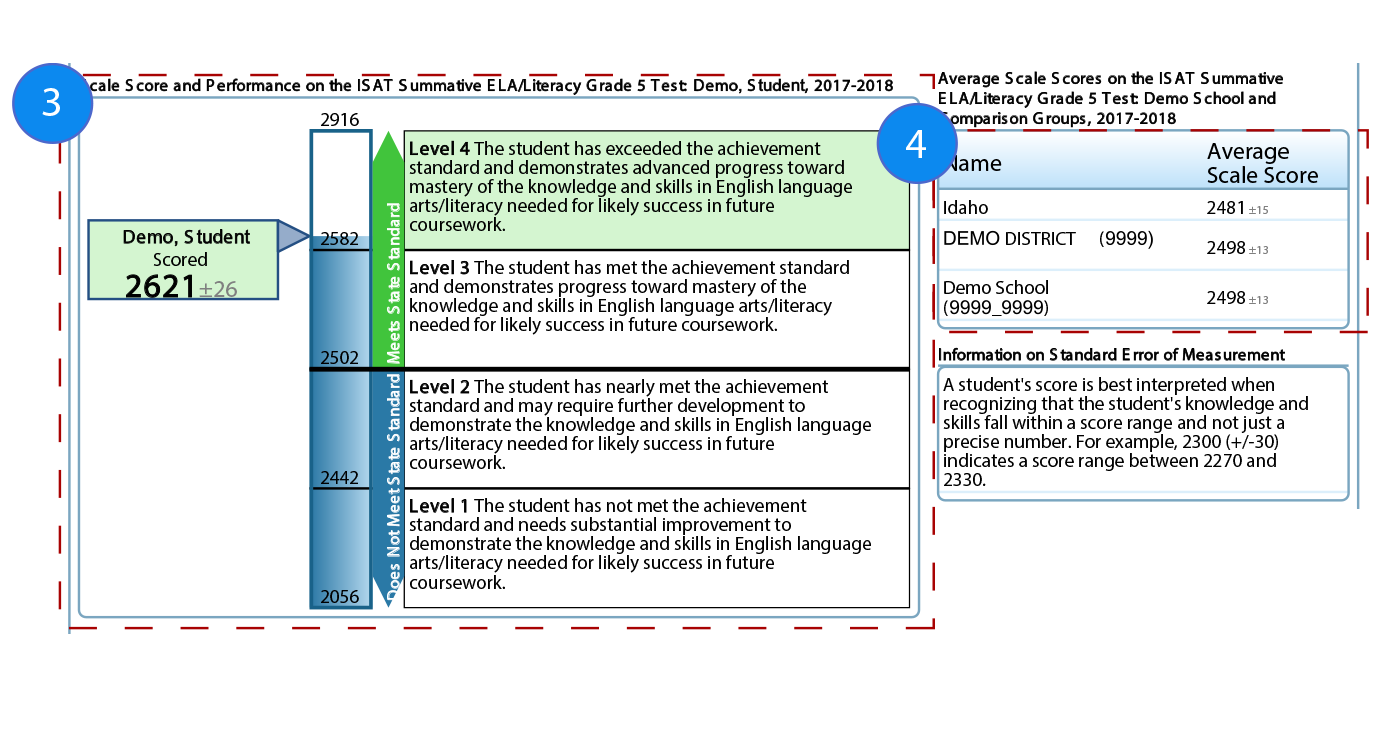 3
cale Score and Performance on the ISAT Summative ELA/Literacy Grade 5 Test: Demo, Student, 2017-2018
2916
Demo, Student
Scored
2621 ±26
2582
2502
2442
2056
Meets State Standard
Does Not Meet State Standard
Level 4 The student has exceeded the achievement
standard and demonstrates advanced progress toward
mastery of the knowledge and skills in English language
arts/literacy needed for likely success in future
coursework.
Level 3 The student has met the achievement standard
and demonstrates progress toward mastery of the
knowledge and skills in English language arts/literacy
needed for likely success in future coursework.
Level 2 The student has nearly met the achievement
standard and may require further development to
demonstrate the knowledge and skills in English language
arts/literacy needed for likely success in future
coursework.
Level 1 The student has not met the achievement
standard and needs substantial improvement to
demonstrate the knowledge and skills in English language
arts/literacy needed for likely success in future
coursework.
4
Average Scale Scores on the ISAT Summative
ELA/Literacy Grade 5 Test: Demo School and
omparison Groups, 2017-2018
Name Average
Scale Score
Idaho 2481 ±15
DEMO DISTRICT (9999) 2498 ±13
Demo School
(9999_9999) 2498 ±13
Information on Standard Error of Measurement
A student's score is best interpreted when
recognizing that the student's knowledge and
skills fall within a score range and not just a
precise number. For example, 2300 (+/-30)
indicates a score range between 2270 and
2330.